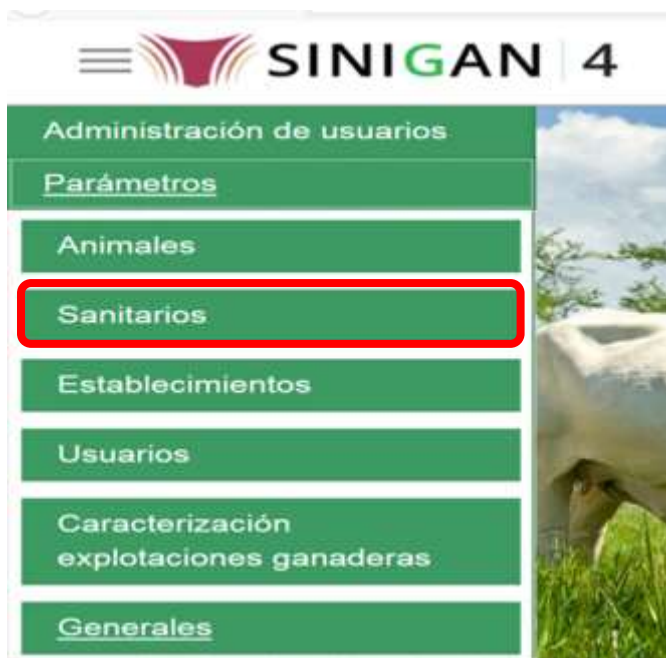 SINIGAN 4
Administración de usuarios
Parámetros
Animales
Sanitarios
Establecimientos
Usuarios
Caracterización
explotaciones ganaderas
Generales